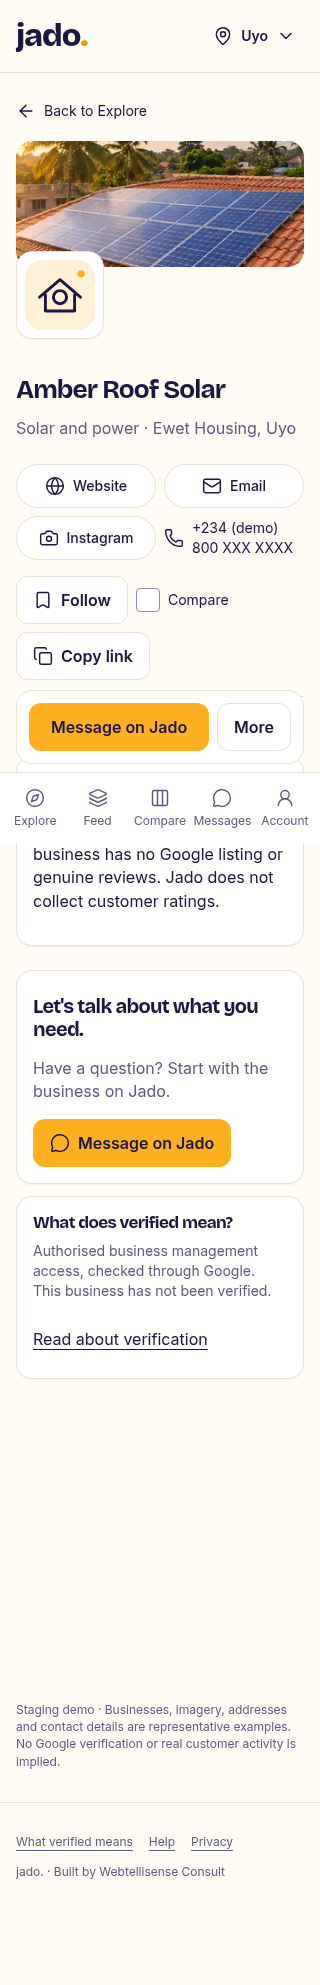 jado.
Uyo
Back to Explore
Amber Roof Solar
Solar and power · Ewet Housing, Uyo
Website
Email
Instagram
+234 (demo)
800 XXX XXXX
Follow
Compare
Copy link
Message on Jado
More
Explore
Feed
Compare
Messages
Account
business has no Google listing or
genuine reviews. Jado does not
collect customer ratings.
Let's talk about what you
need.
Have a question? Start with the
business on Jado.
Message on Jado
What does verified mean?
Authorised business management
access, checked through Google.
This business has not been verified.
Read about verification
Staging demo · Businesses, imagery, addresses
and contact details are representative examples.
No Google verification or real customer activity is
implied.
What verified means
Help
Privacy
jado. · Built by Webtellisense Consult